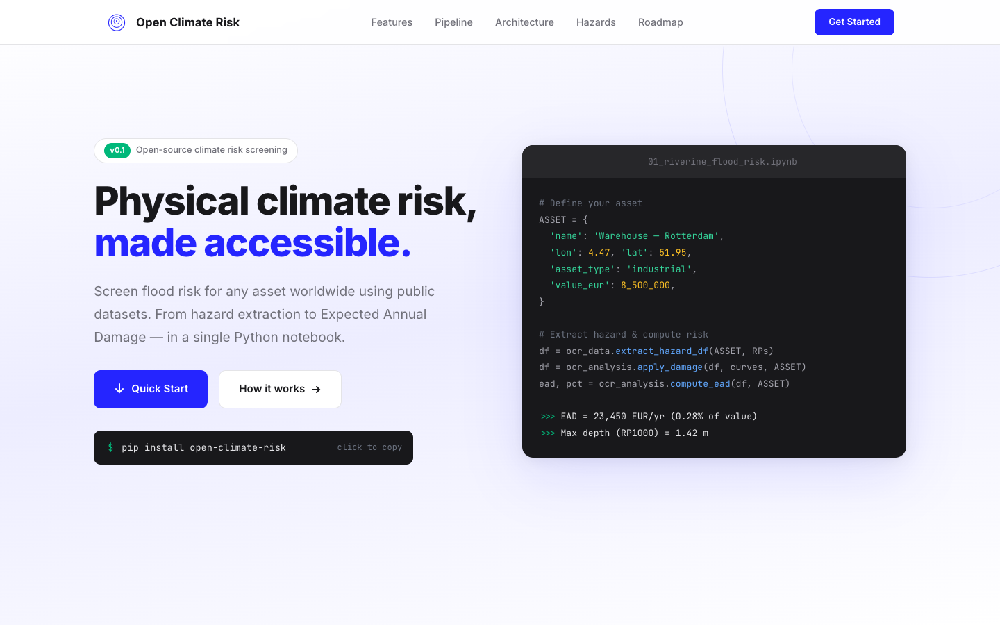 Open Climate Risk
Features
Pipeline
Architecture
Hazards
Roadmap
Get Started
v0.1 Open-source climate risk screening
Physical climate risk,
made accessible.
Screen flood risk for any asset worldwide using public
datasets. From hazard extraction to Expected Annual
Damage — in a single Python notebook.
↓ Quick Start
How it works →
$ pip install open-climate-risk
click to copy
01_riverine_flood_risk.ipynb
# Define your asset
ASSET = {
  'name': 'Warehouse — Rotterdam',
  'lon': 4.47, 'lat': 51.95,
  'asset_type': 'industrial',
  'value_eur': 8_500_000,
}
# Extract hazard & compute risk
df = ocr_data.extract_hazard_df(ASSET, RPs)
df = ocr_analysis.apply_damage(df, curves, ASSET)
ead, pct = ocr_analysis.compute_ead(df, ASSET)
>>> EAD = 23,450 EUR/yr (0.28% of value)
>>> Max depth (RP1000) = 1.42 m